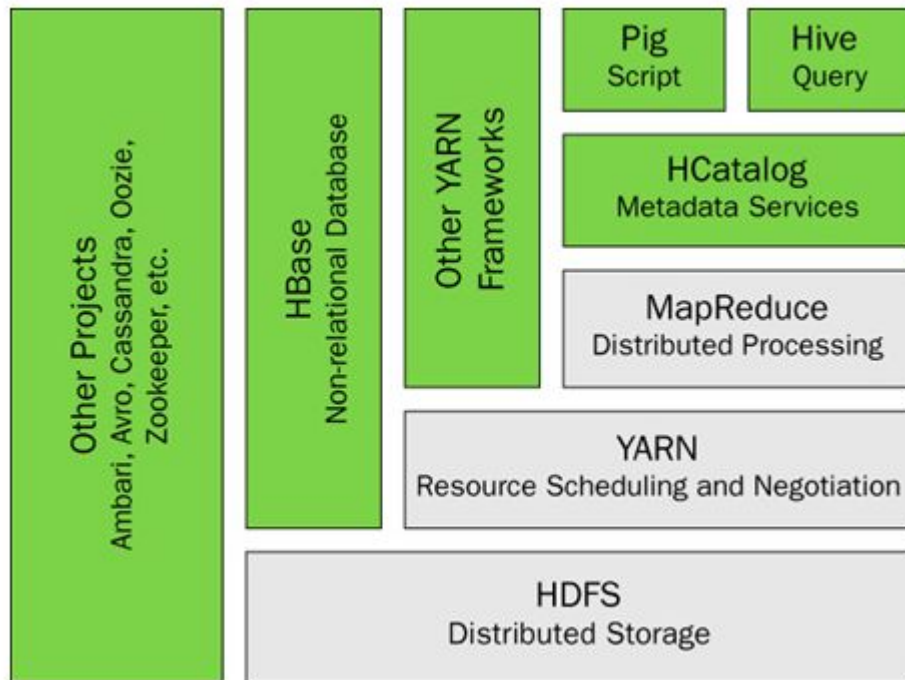 Other Projects
Ambari, Avro, Cassandra, Oozie,
Zookeeper, etc.
HBase
Non-relational Database
Other YARN
Frameworks
Pig
Script
Hive
Query
HCatalog
Metadata Services
MapReduce
Distributed Processing
YARN
Resource Scheduling and Negotiation
HDFS
Distributed Storage